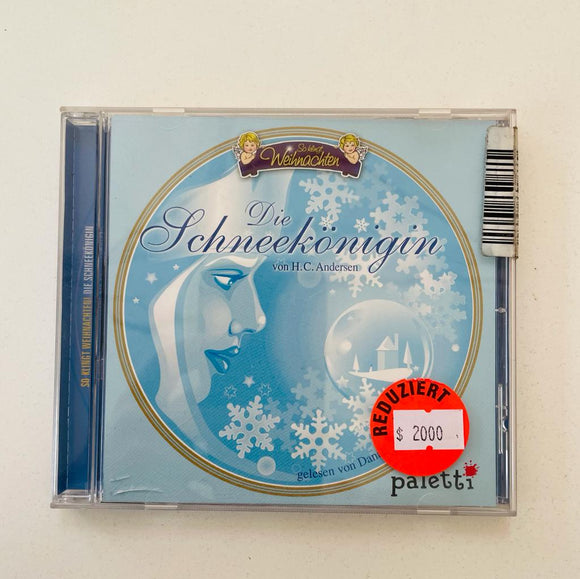 So klingt
Weihnachten
Die
Schneekönigin
von H.C. Andersen
SO KLINGT WEIHNACHTEN! DIE SCHNEEKÖNIGIN
REDUZIERT
$ 2000
gelesen von
paletti